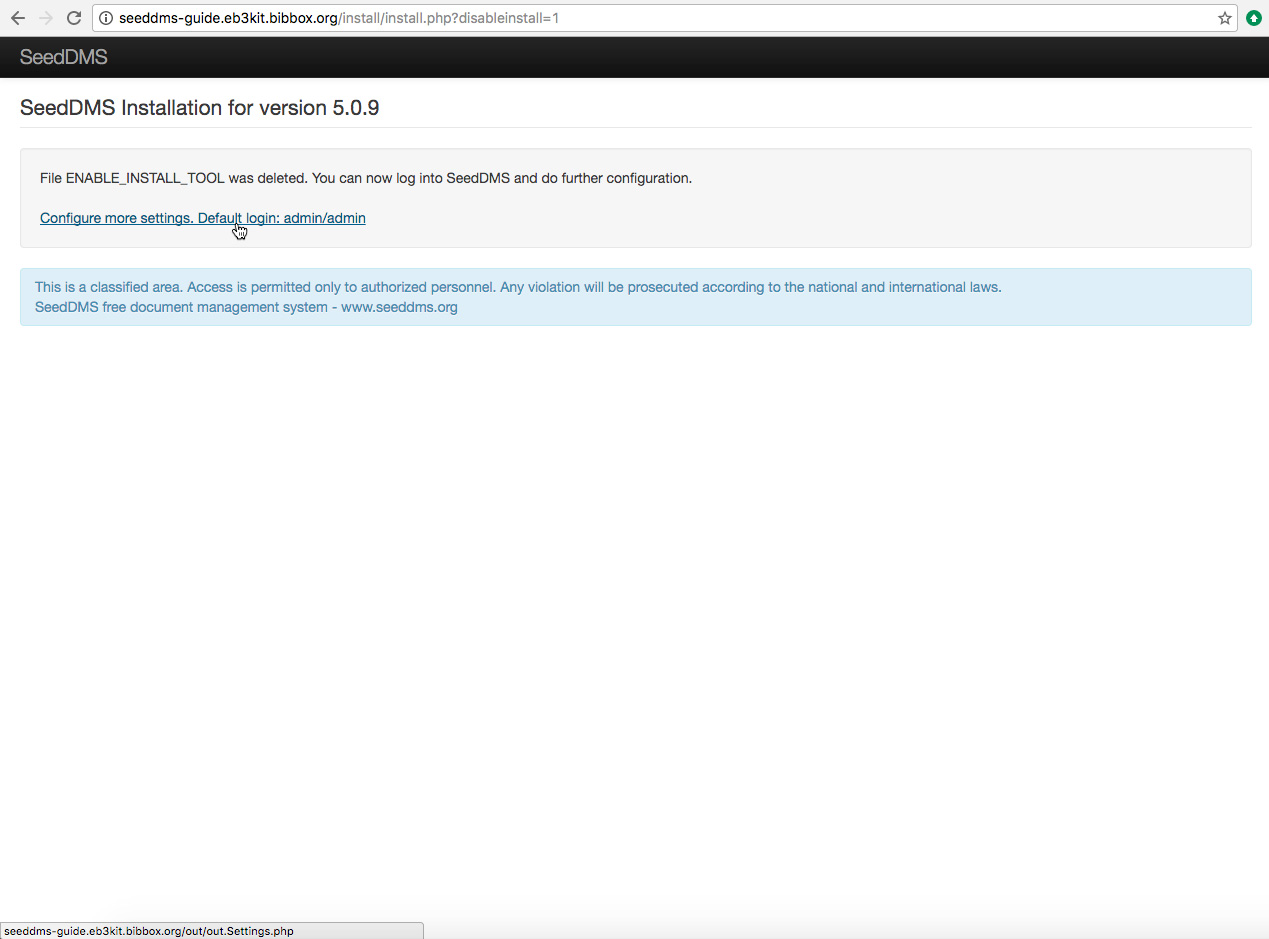 seeddms-guide.eb3kit.bibbox.org/install/install.php?disableinstall=1
SeedDMS
SeedDMS Installation for version 5.0.9
File ENABLE_INSTALL_TOOL was deleted. You can now log into SeedDMS and do further configuration.
Configure more settings. Default login: admin/admin
This is a classified area. Access is permitted only to authorized personnel. Any violation will be prosecuted according to the national and international laws.
SeedDMS free document management system - www.seeddms.org
seeddms-guide.eb3kit.bibbox.org/out/out.Settings.php